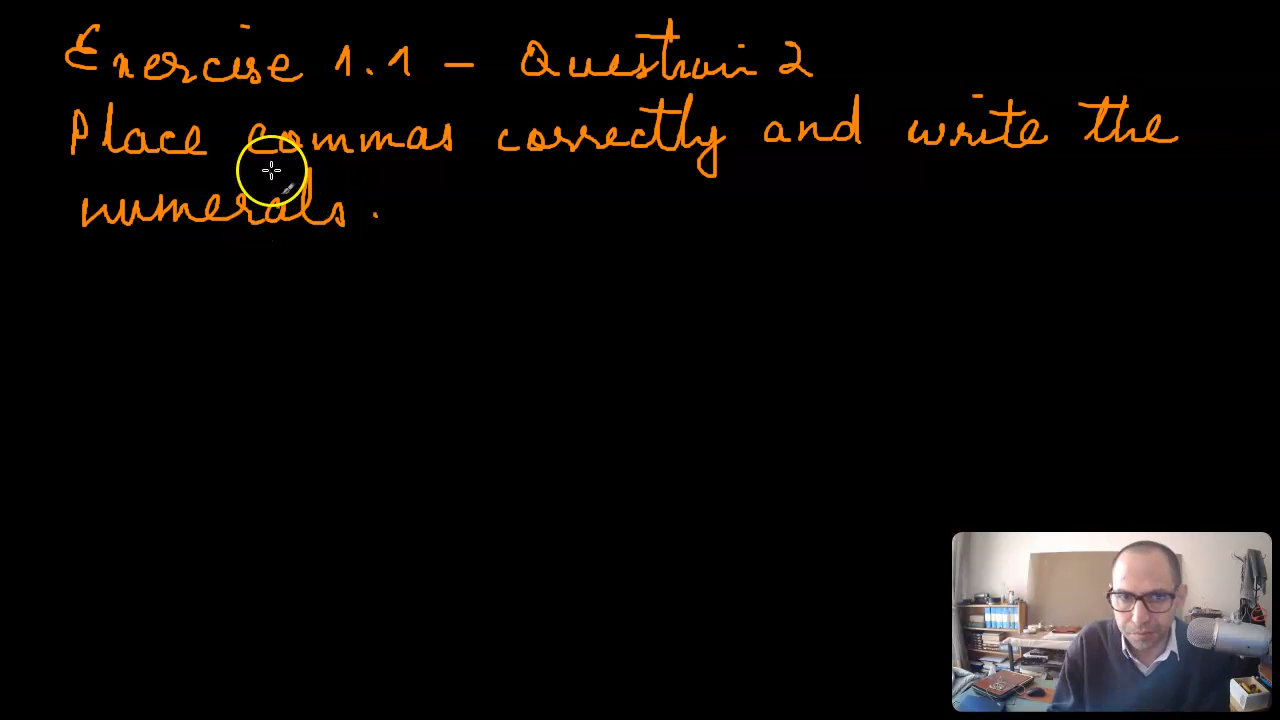 Exercise 1.1 - Question 2
Place commas correctly and write the
numerals.